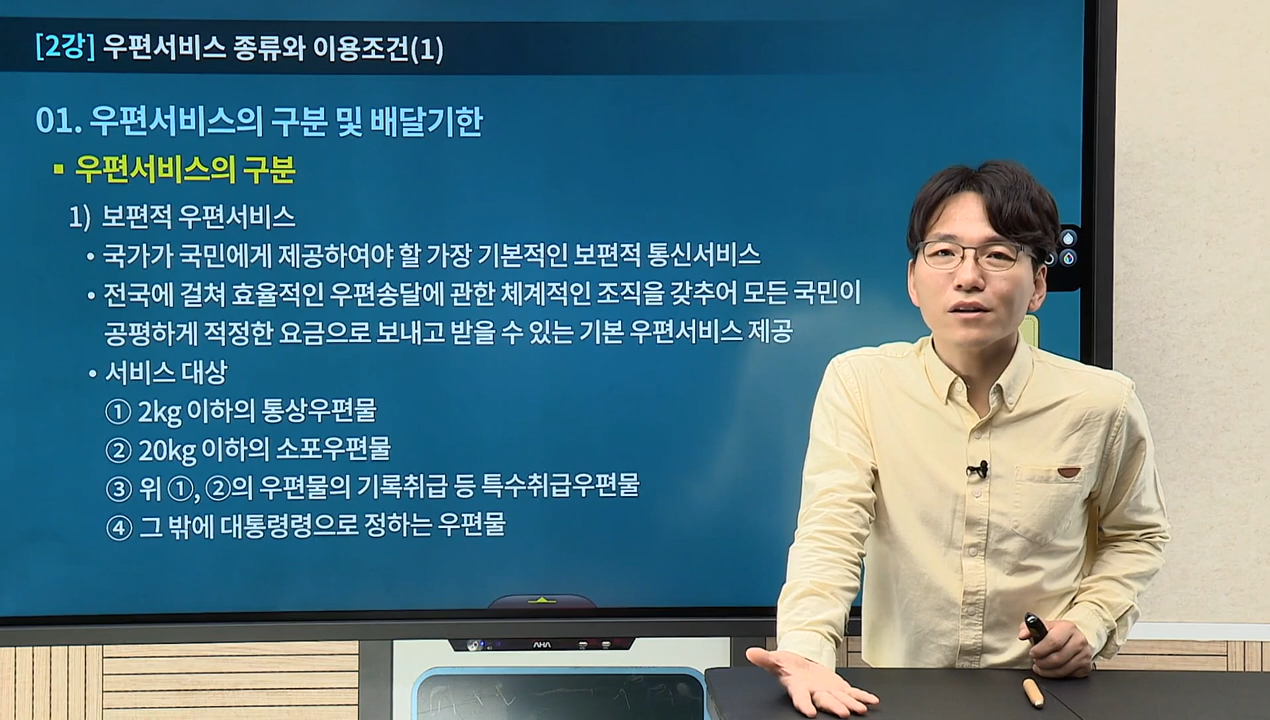 [2강] 우편서비스 종류와 이용조건(1)
01. 우편서비스의 구분 및 배달기한
▪ 우편서비스의 구분
1) 보편적 우편서비스
• 국가가 국민에게 제공하여야 할 가장 기본적인 보편적 통신서비스
• 전국에 걸쳐 효율적인 우편송달에 관한 체계적인 조직을 갖추어 모든 국민이
공평하게 적정한 요금으로 보내고 받을 수 있는 기본 우편서비스 제공
• 서비스 대상
① 2kg 이하의 통상우편물
② 20kg 이하의 소포우편물
③ 위 ①, ②의 우편물의 기록취급 등 특수취급우편물
④ 그 밖에 대통령령으로 정하는 우편물
AHA